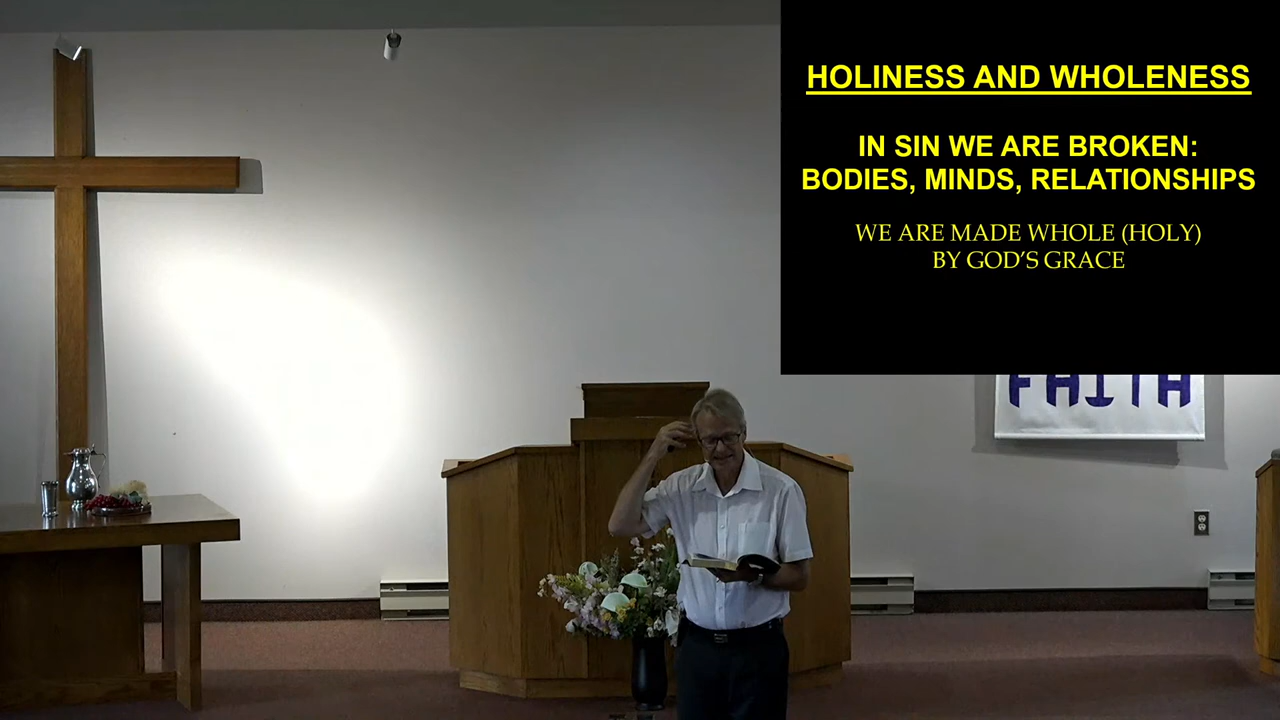 HOLINESS AND WHOLENESS
IN SIN WE ARE BROKEN:
BODIES, MINDS, RELATIONSHIPS
WE ARE MADE WHOLE (HOLY)
BY GOD'S GRACE
FAITH